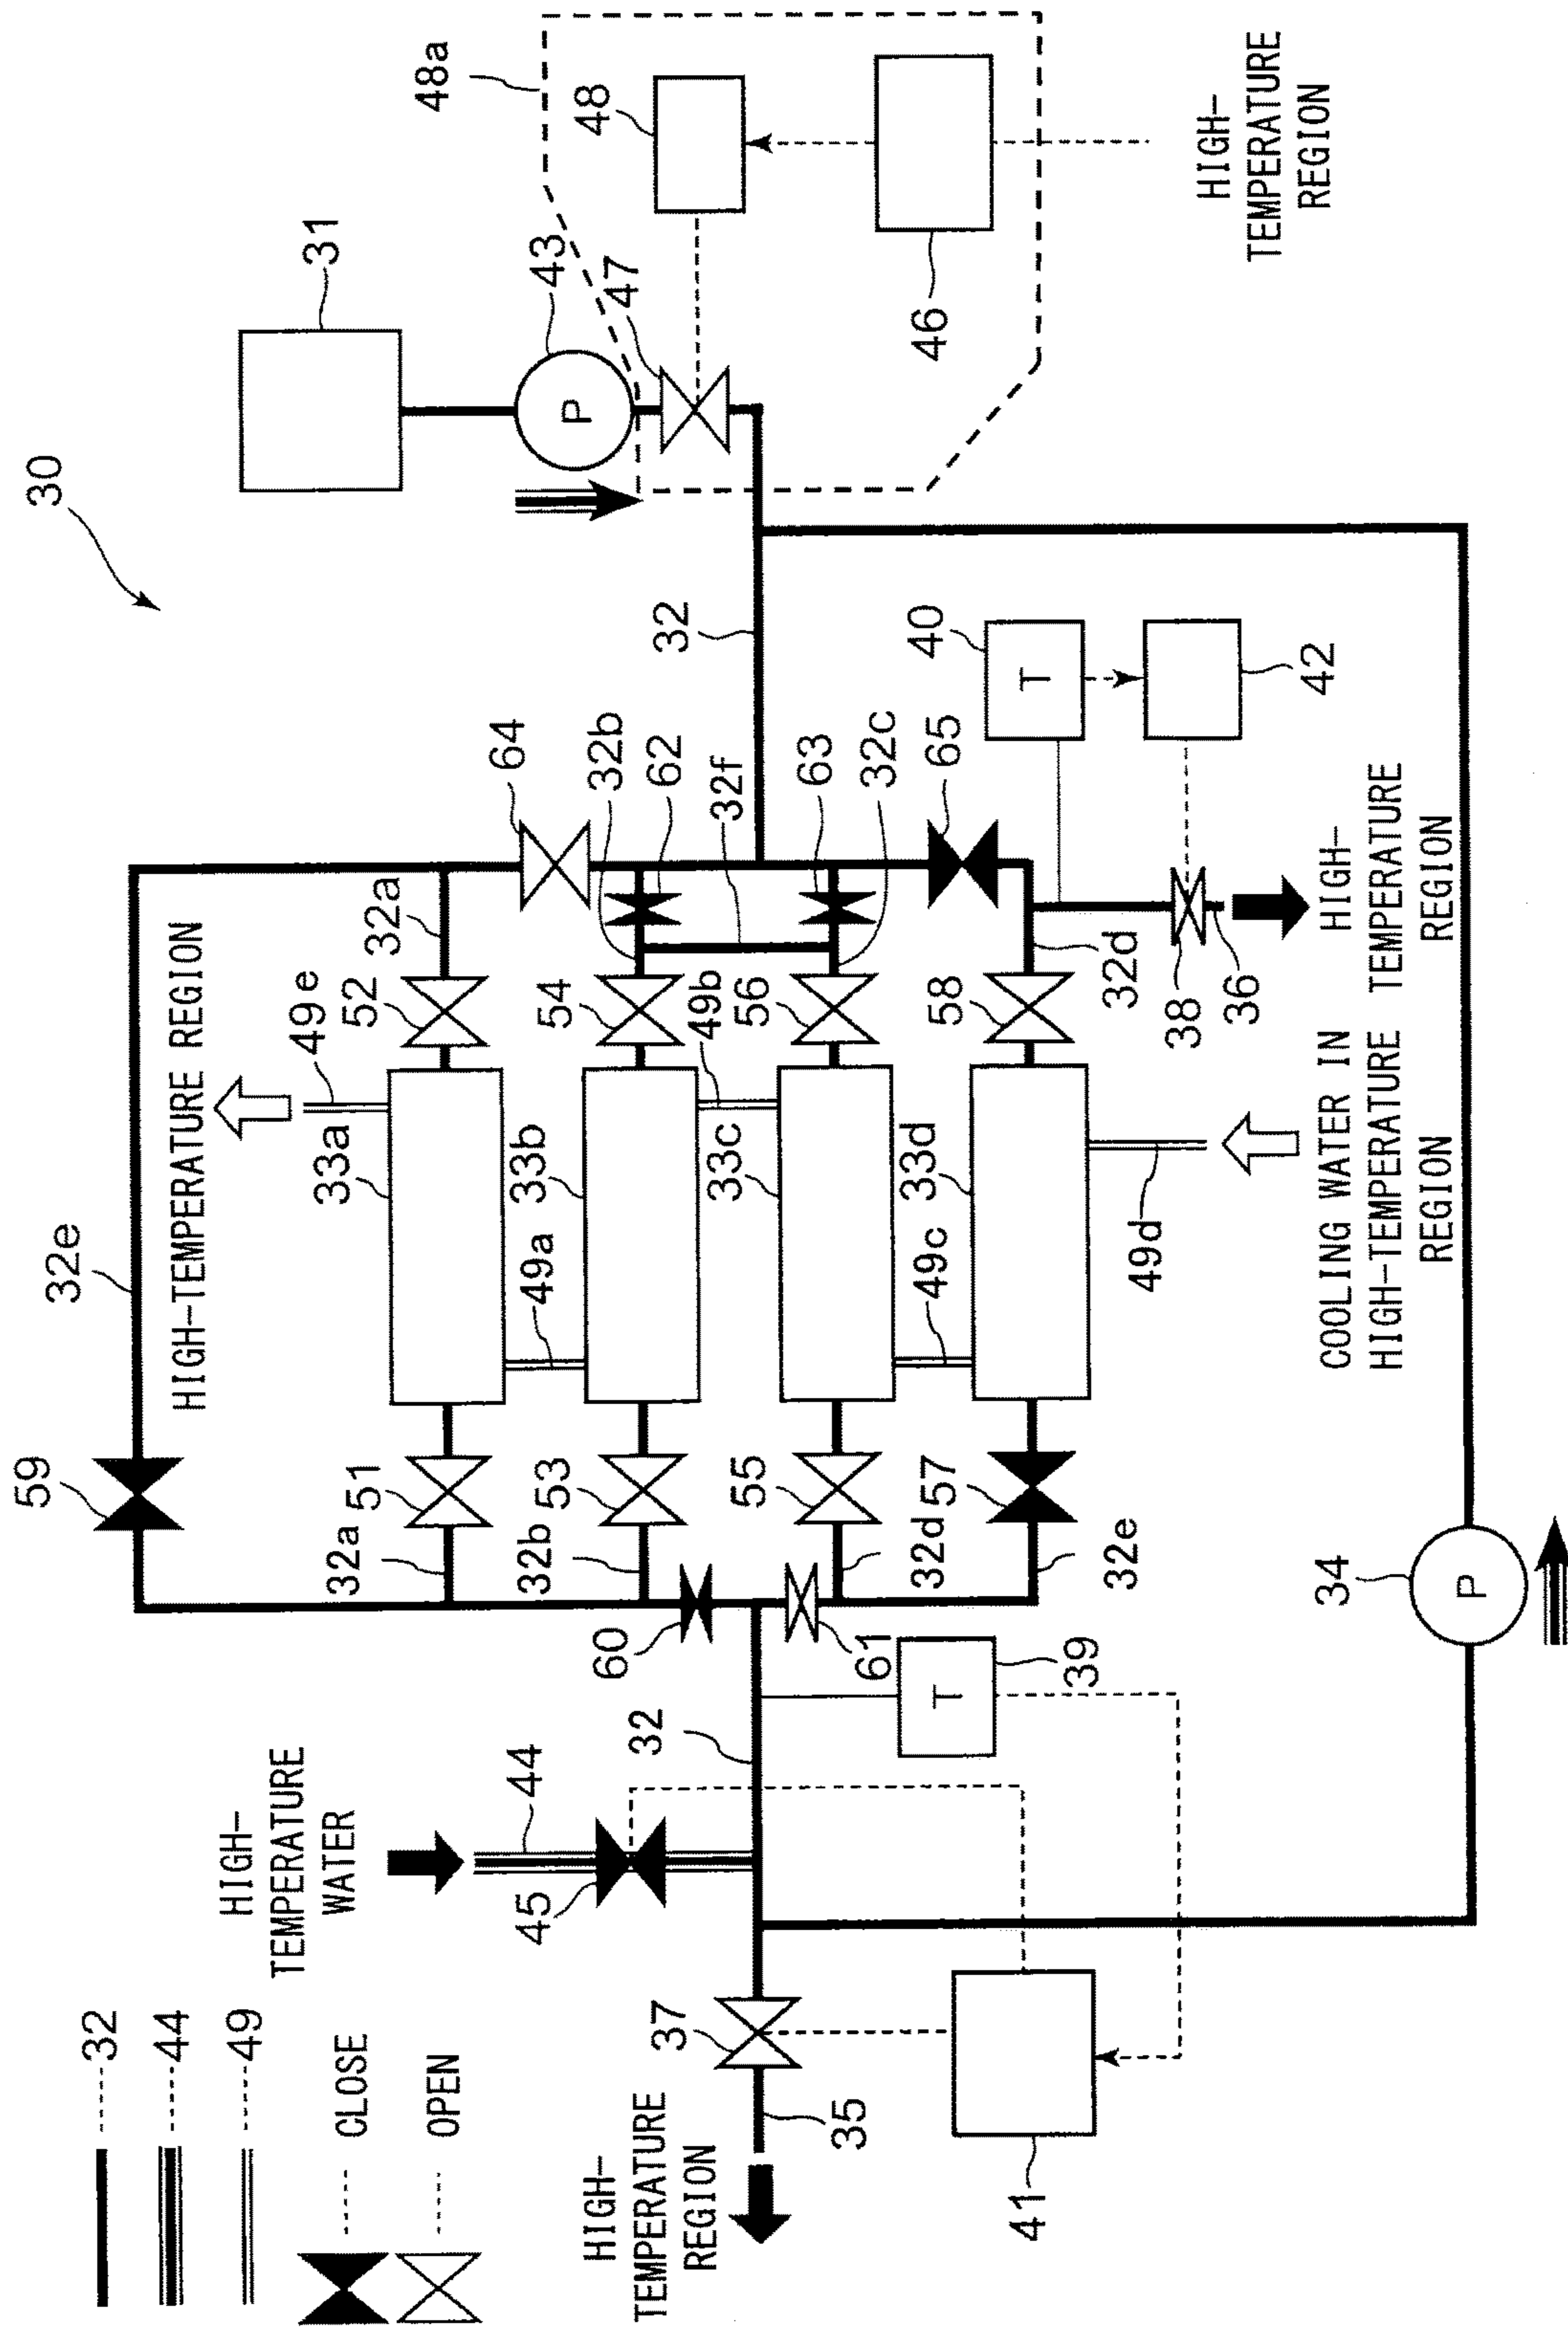 32
44
49
CLOSE
OPEN
HIGH-
TEMPERATURE
WATER
HIGH-
TEMPERATURE
REGION
35
37
45
44
41
32
T
39
60
61
59
32a
32b
32d
32e
51
53
55
57
32e
HIGH-TEMPERATURE REGION
49e
33a
33b
33c
33d
49a
49b
49c
49d
COOLING WATER IN
HIGH-TEMPERATURE
REGION
52
54
56
58
32a
32b
32c
32d
32f
62
63
64
65
38
36
HIGH-
TEMPERATURE
REGION
T
40
42
32
30
31
P
43
47
48
48a
46
HIGH-
TEMPERATURE
REGION
34
P